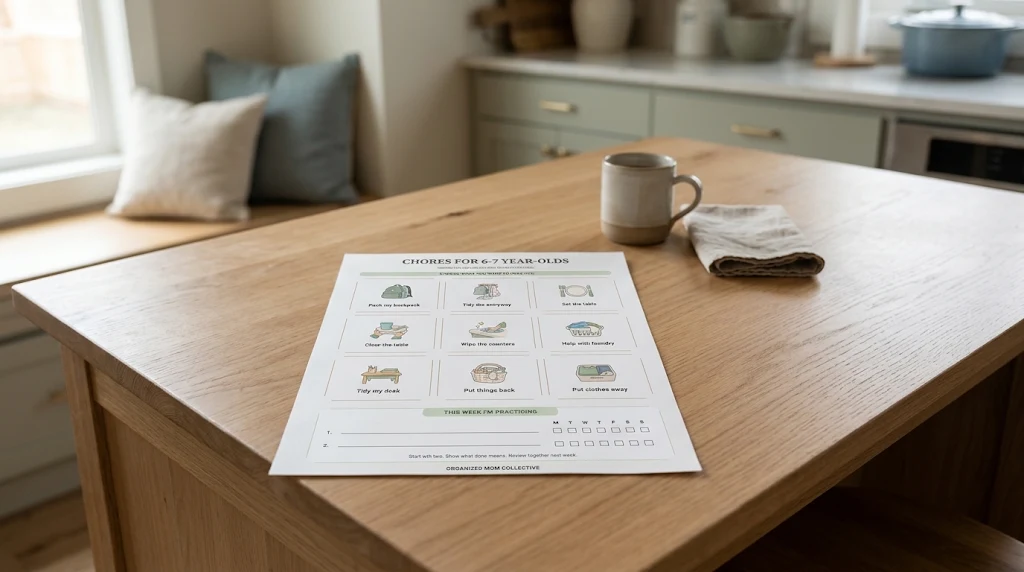 CHORES FOR 6-7 YEAR-OLDS
Pack my backpack
Tidy the entryway
Set the table
Clear the table
Wipe the counters
Help with laundry
Tidy my desk
Put things back
Put clothes away
THIS WEEK I'M PRACTICING
M T W T F S S
1.
2.
Start with two. Show what done means. Review together next week.
ORGANIZED MOM COLLECTIVE